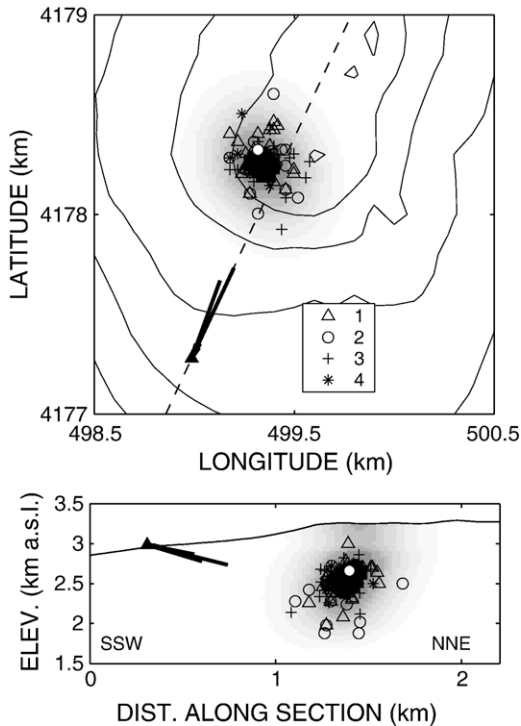 4179
4178
4177
LATITUDE (km)
△ 1
○ 2
+ 3
* 4
498.5 499.5 500.5
LONGITUDE (km)
3.5
3
2.5
2
1.5
ELEV. (km a.s.l.)
SSW NNE
0 1 2
DIST. ALONG SECTION (km)